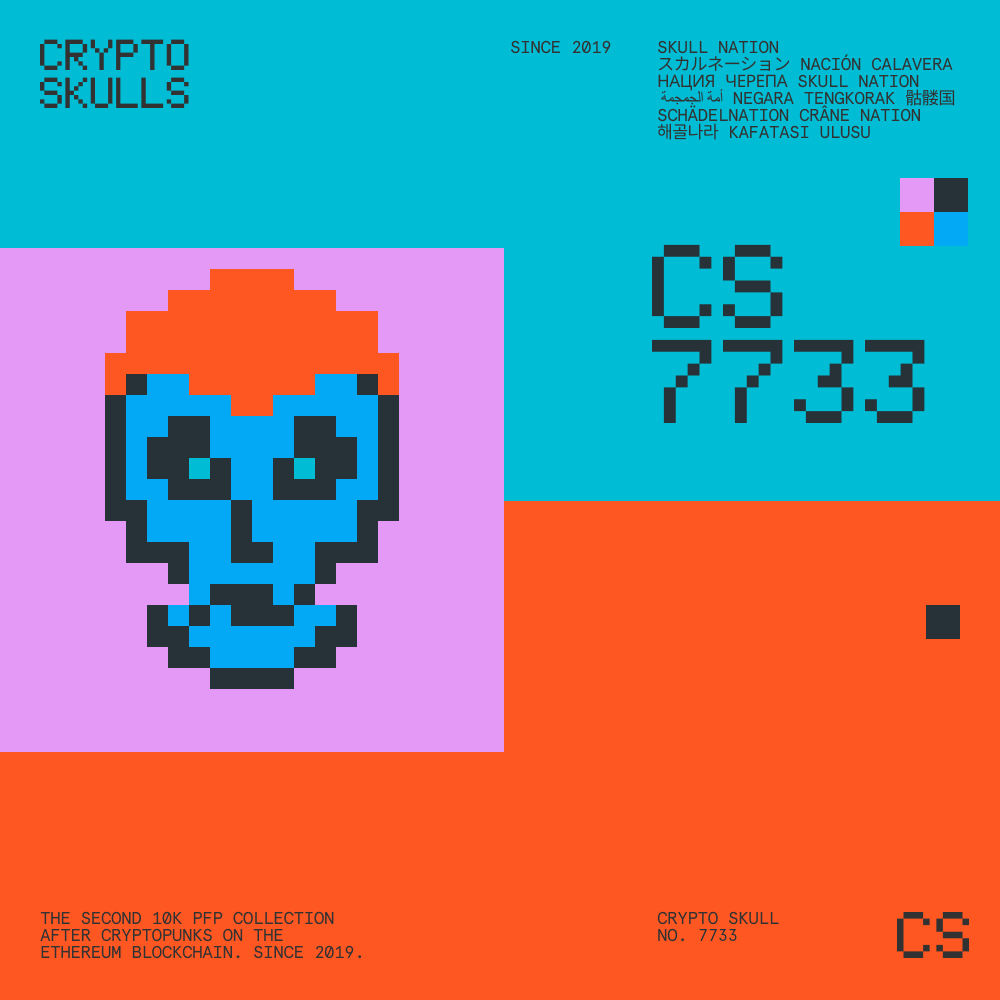 CRYPTO
SKULLS
SINCE 2019
SKULL NATION
スカルネーション NACIÓN CALAVERA
НАЦИЯ ЧЕРЕПА SKULL NATION
أمة الجمجمة NEGARA TENGKORAK 骷髅国
SCHÄDELNATION CRÂNE NATION
해골나라 KAFATASI ULUSU
CS
7733
THE SECOND 10K PFP COLLECTION
AFTER CRYPTOPUNKS ON THE
ETHEREUM BLOCKCHAIN. SINCE 2019.
CRYPTO SKULL
NO. 7733
CS